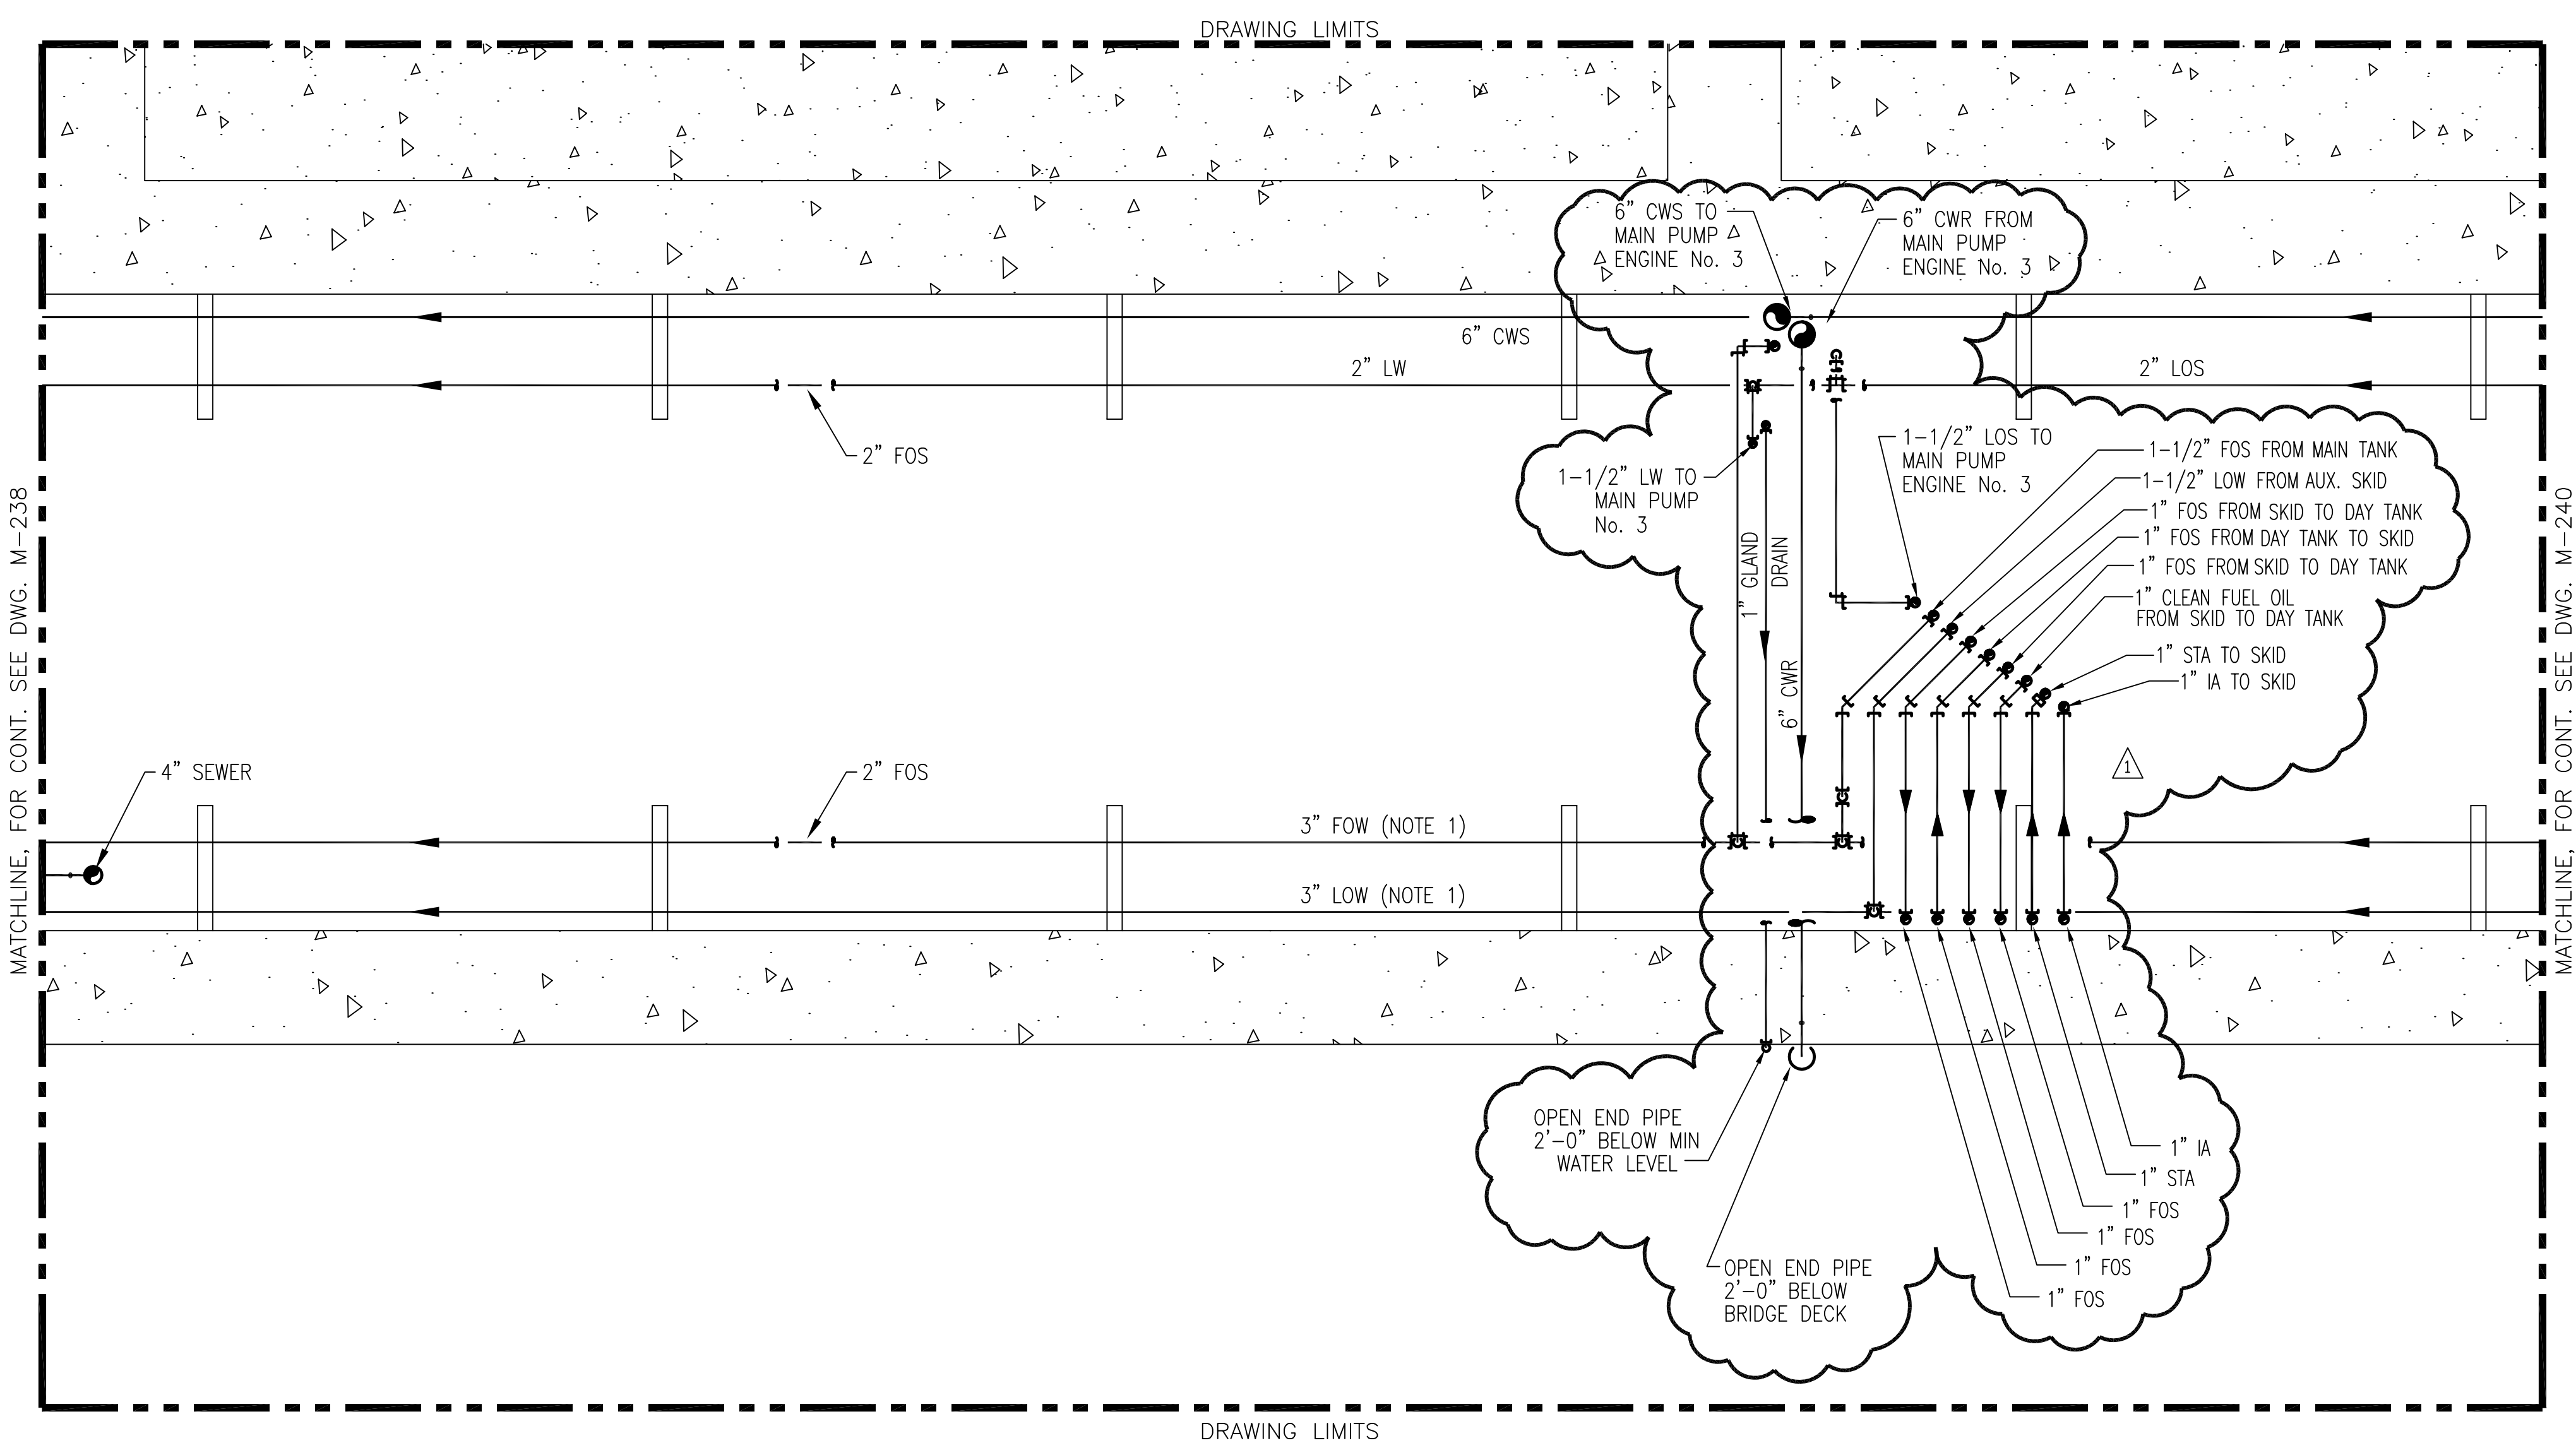 DRAWING LIMITS
6" CWS TO
MAIN PUMP
ENGINE No. 3
6" CWR FROM
MAIN PUMP
ENGINE No. 3
6" CWS
2" LW
2" LOS
2" FOS
1-1/2" LW TO
MAIN PUMP
No. 3
1-1/2" LOS TO
MAIN PUMP
ENGINE No. 3
1-1/2" FOS FROM MAIN TANK
1-1/2" LOW FROM AUX. SKID
1" FOS FROM SKID TO DAY TANK
1" FOS FROM DAY TANK TO SKID
1" FOS FROM SKID TO DAY TANK
1" CLEAN FUEL OIL
FROM SKID TO DAY TANK
1" STA TO SKID
1" IA TO SKID
1" GLAND
DRAIN
6" CWR
MATCHLINE, FOR CONT. SEE DWG. M-238
MATCHLINE, FOR CONT. SEE DWG. M-240
4" SEWER
2" FOS
1
3" FOW (NOTE 1)
3" LOW (NOTE 1)
OPEN END PIPE
2'-0" BELOW MIN
WATER LEVEL
1" IA
1" STA
1" FOS
1" FOS
1" FOS
1" FOS
OPEN END PIPE
2'-0" BELOW
BRIDGE DECK
DRAWING LIMITS